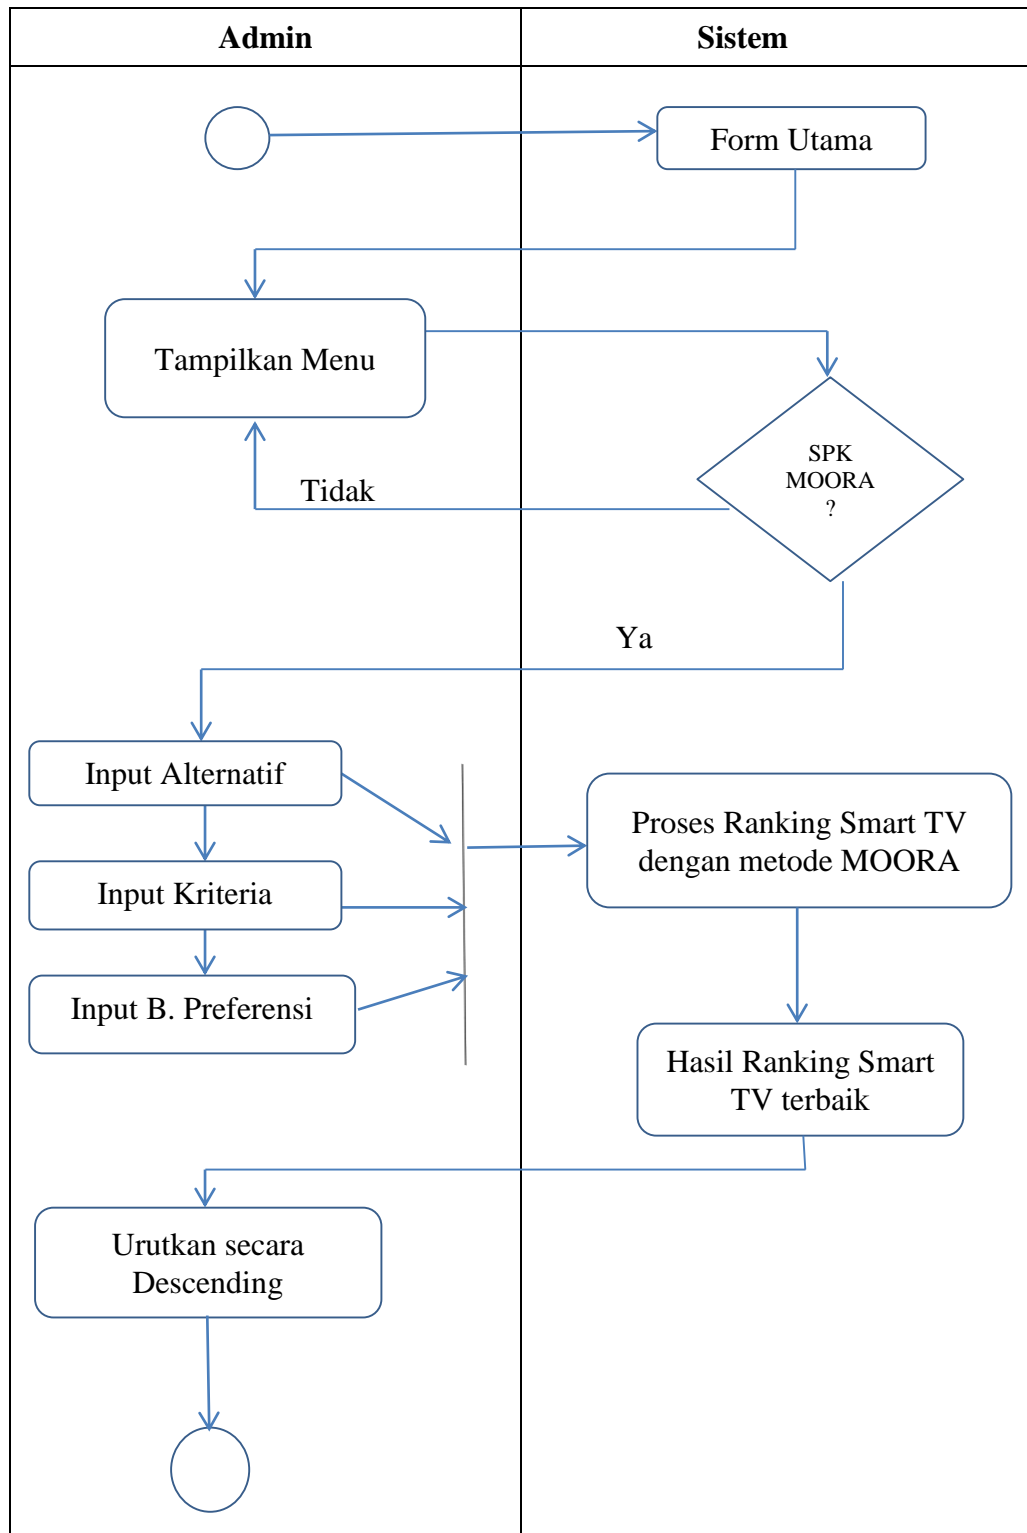 Admin
Sistem
Form Utama
Tampilkan Menu
SPK
MOORA
?
Tidak
Ya
Input Alternatif
Proses Ranking Smart TV
dengan metode MOORA
Input Kriteria
Input B. Preferensi
Hasil Ranking Smart
TV terbaik
Urutkan secara
Descending